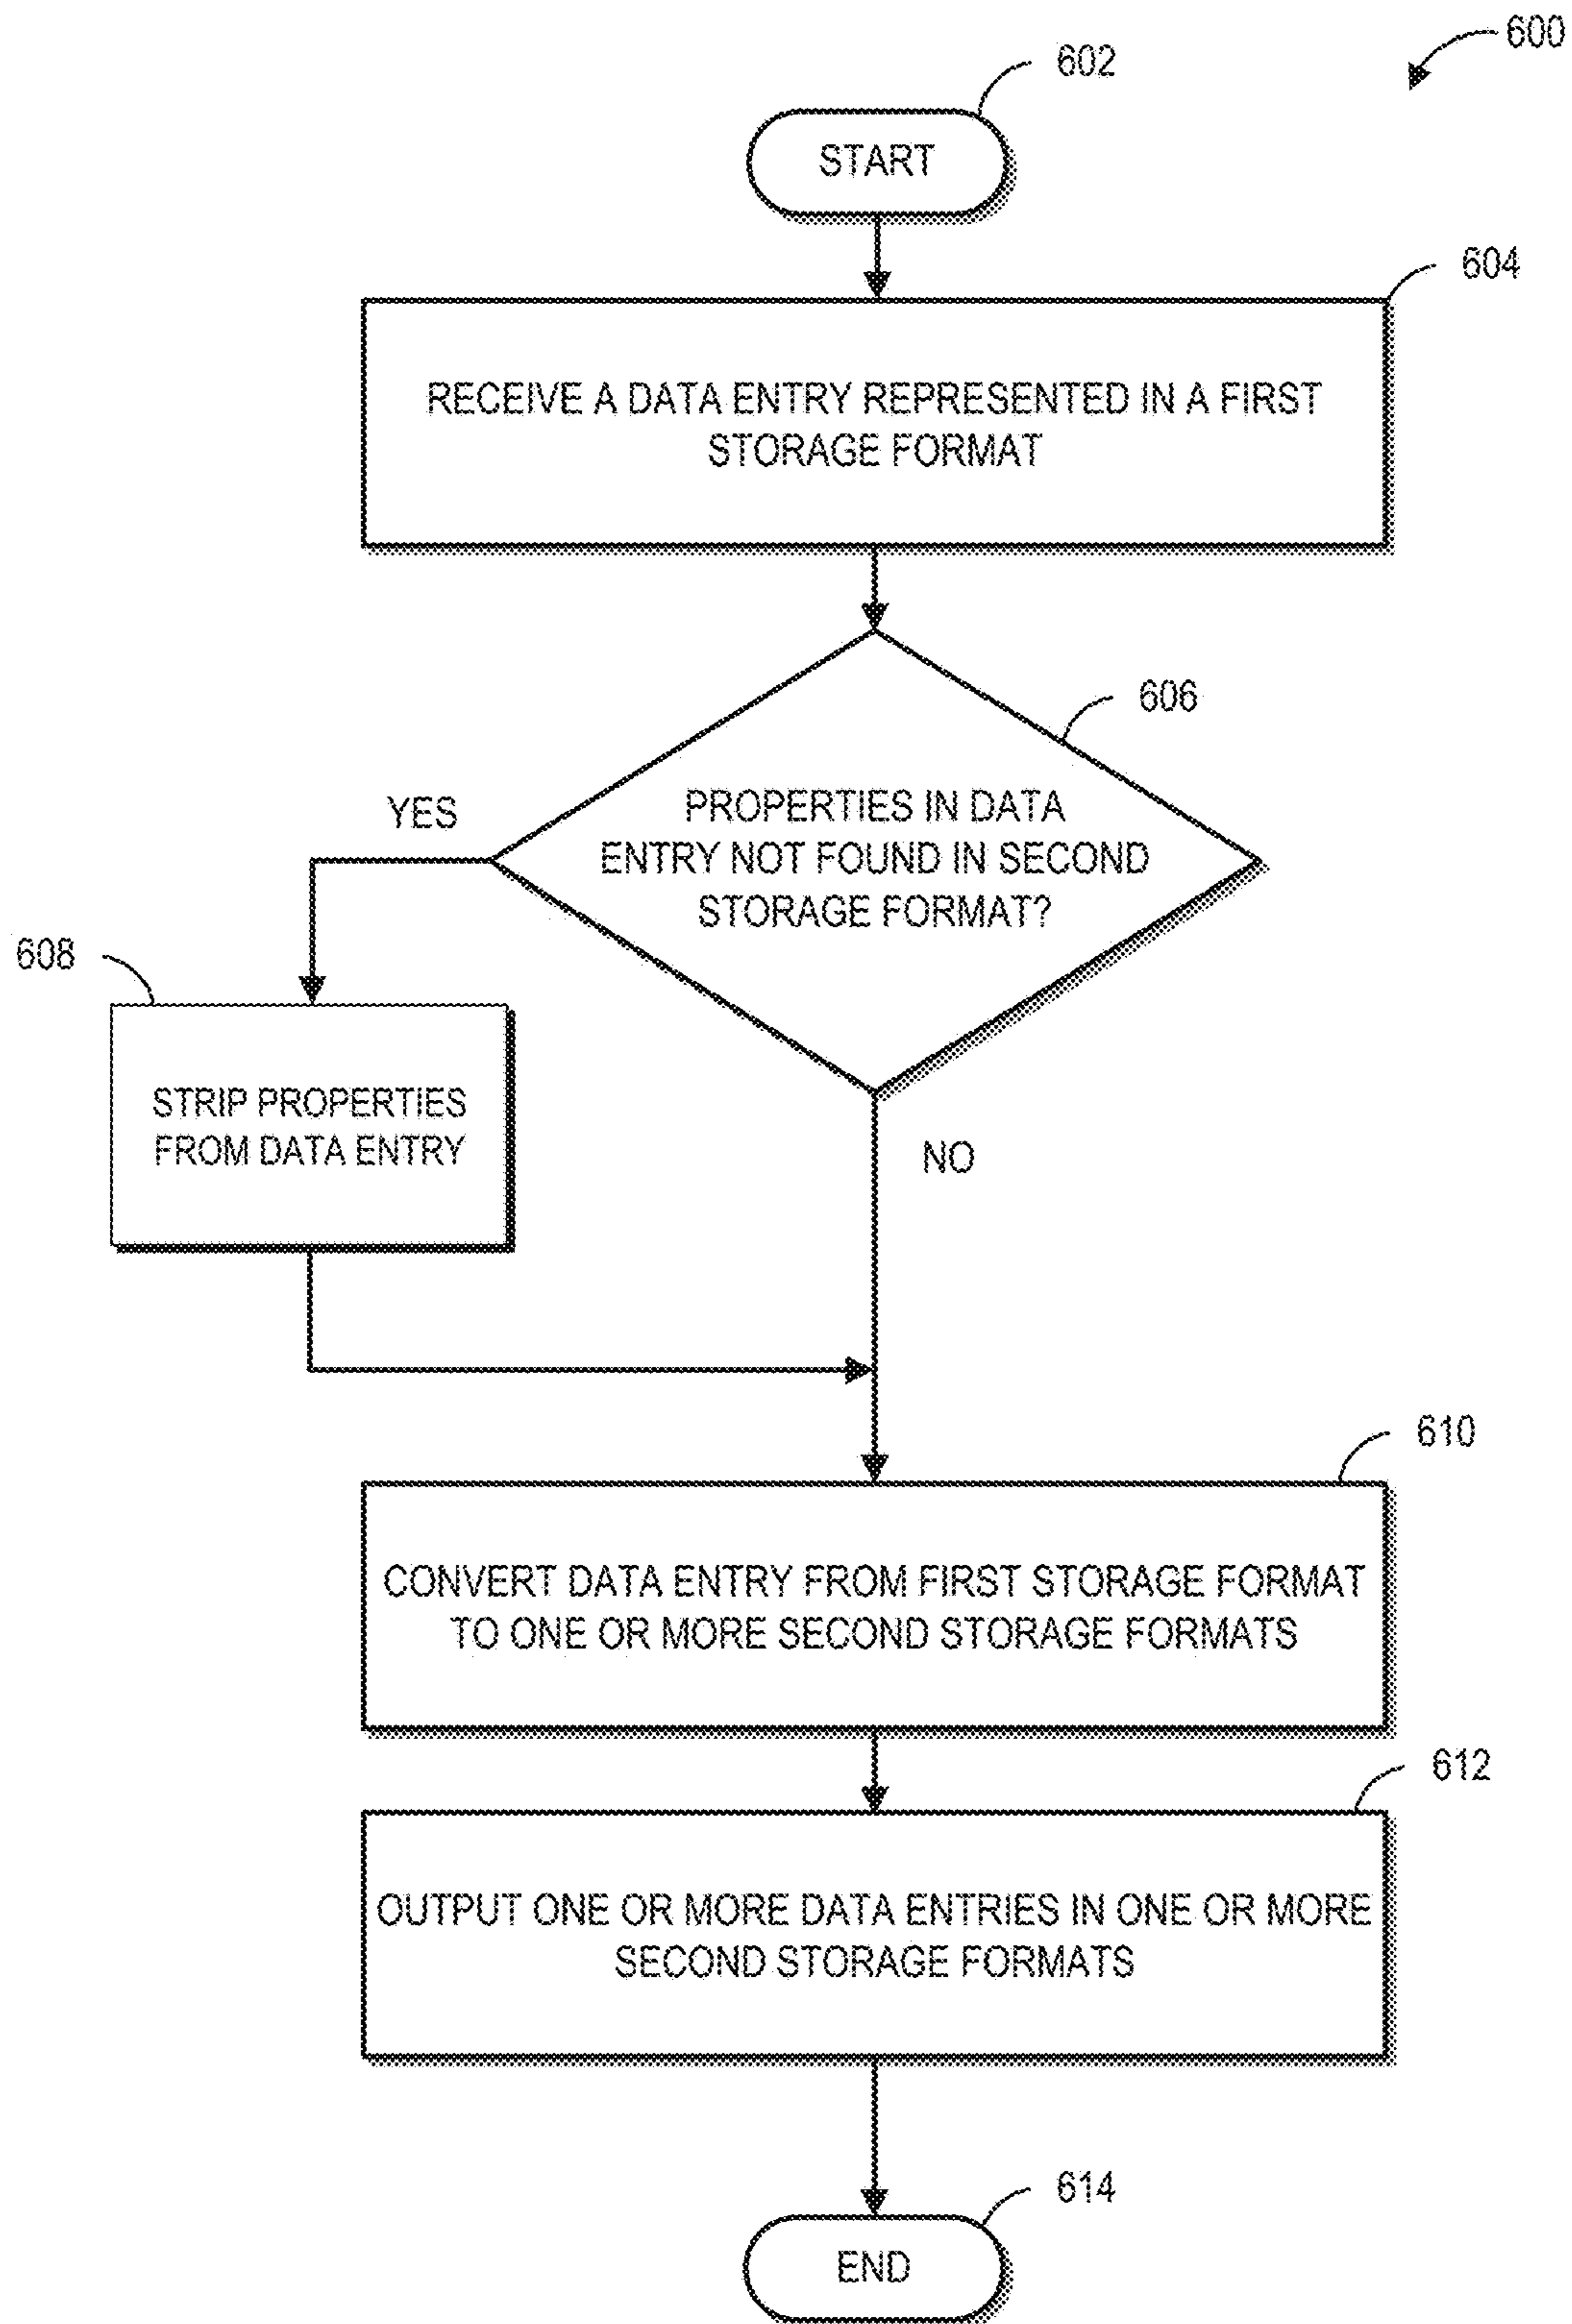 600
602
START
604
RECEIVE A DATA ENTRY REPRESENTED IN A FIRST
STORAGE FORMAT
606
YES
PROPERTIES IN DATA
ENTRY NOT FOUND IN SECOND
STORAGE FORMAT?
608
STRIP PROPERTIES
FROM DATA ENTRY
NO
610
CONVERT DATA ENTRY FROM FIRST STORAGE FORMAT
TO ONE OR MORE SECOND STORAGE FORMATS
612
OUTPUT ONE OR MORE DATA ENTRIES IN ONE OR MORE
SECOND STORAGE FORMATS
614
END